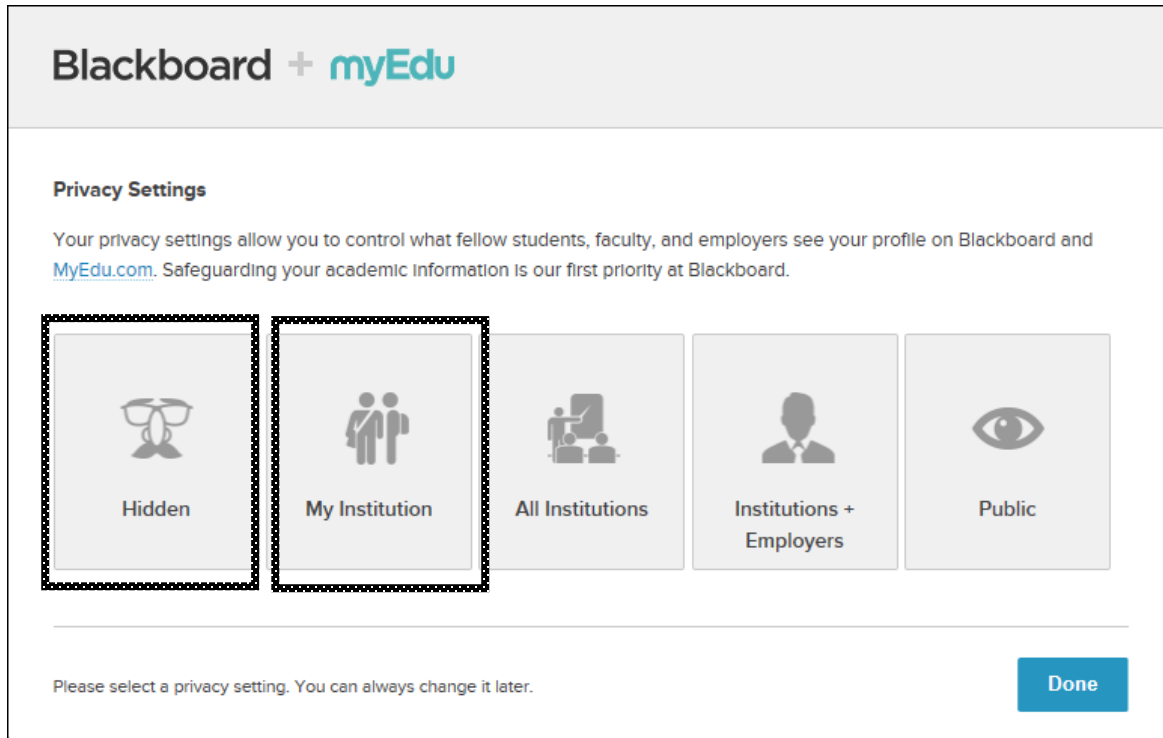 Blackboard + myEdu
Privacy Settings
Your privacy settings allow you to control what fellow students, faculty, and employers see your profile on Blackboard and
MyEdu.com. Safeguarding your academic information is our first priority at Blackboard.
Hidden
My Institution
All Institutions
Institutions +
Employers
Public
Please select a privacy setting. You can always change it later.
Done